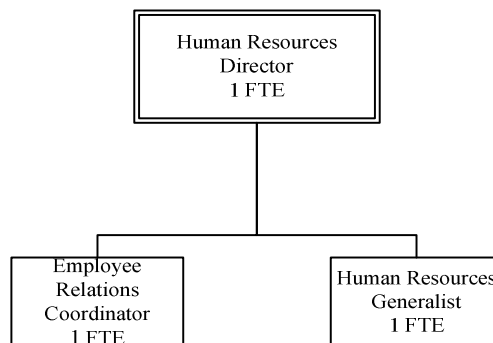 Human Resources
Director
1 FTE
Employee
Relations
Coordinator
1 FTE
Human Resources
Generalist
1 FTE